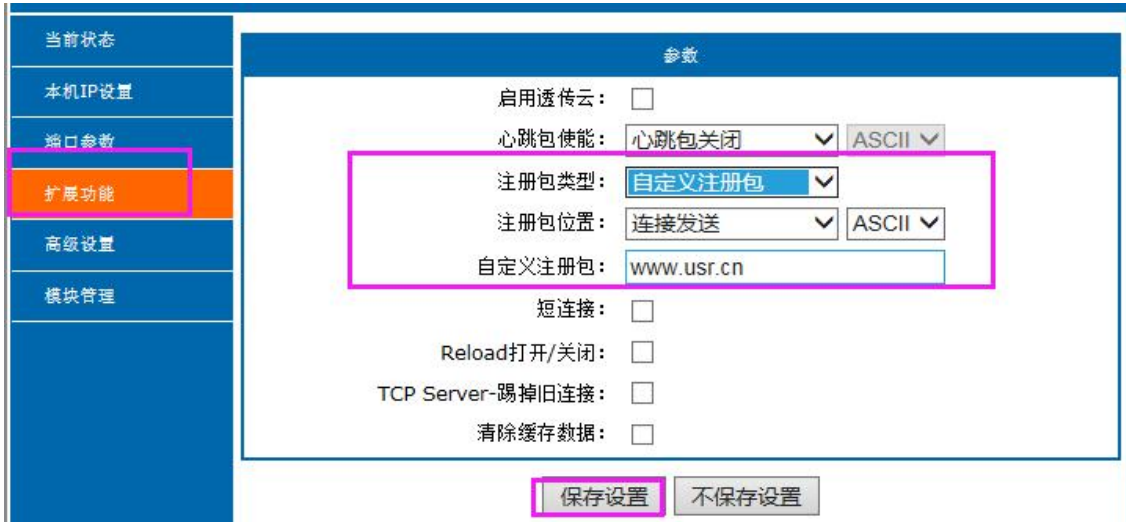 当前状态
本机IP设置
端口参数
扩展功能
高级设置
模块管理
参数
启用透传云：
心跳包使能： 心跳包关闭 ASCII
注册包类型： 自定义注册包
注册包位置： 连接发送 ASCII
自定义注册包： www.usr.cn
短连接：
Reload打开/关闭：
TCP Server-踢掉旧连接：
清除缓存数据：
保存设置 不保存设置